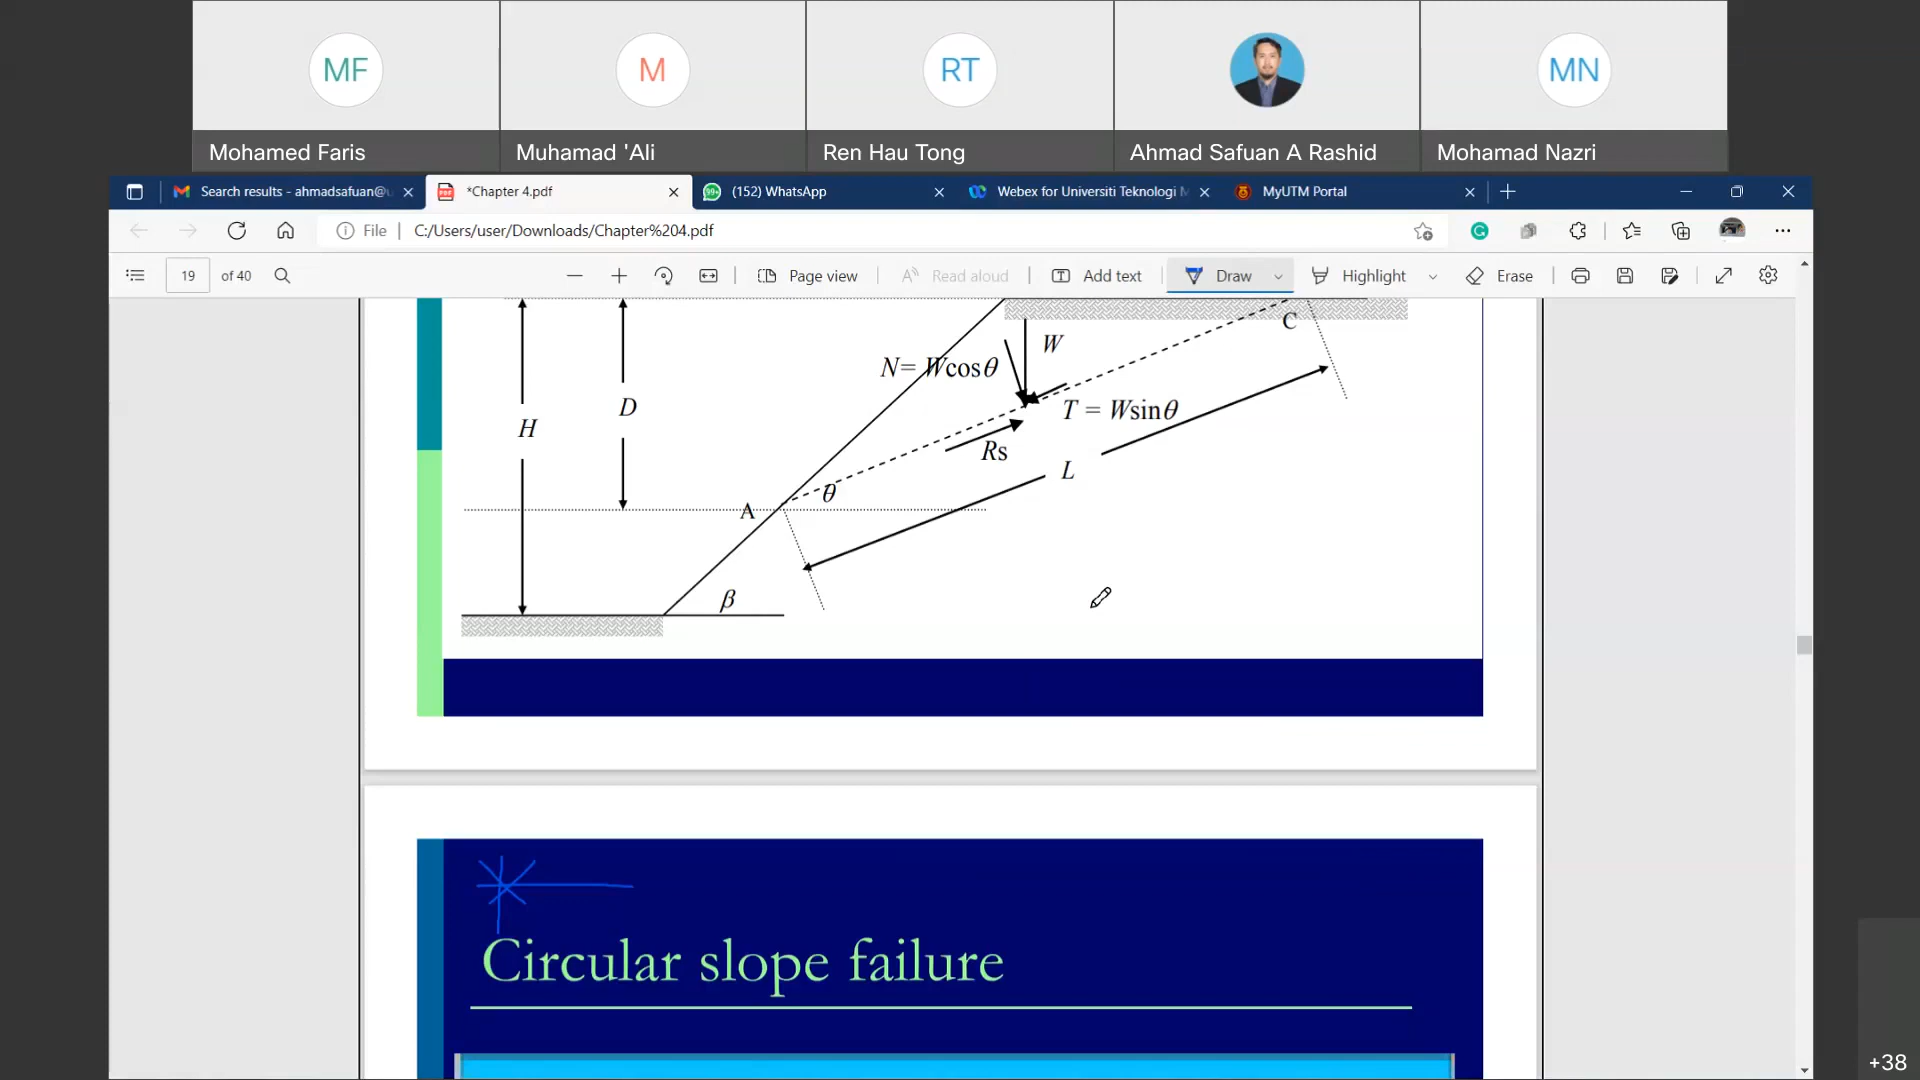 MF
M
RT
MN
Mohamed Faris
Muhamad 'Ali
Ren Hau Tong
Ahmad Safuan A Rashid
Mohamad Nazri
Search results - ahmadsafuan@
*Chapter 4.pdf
99+
(152) WhatsApp
Webex for Universiti Teknologi M
MyUTM Portal
File
C:/Users/user/Downloads/Chapter%204.pdf
19
of 40
Page view
Read aloud
Add text
Draw
Highlight
Erase
C
W
N= Wcosθ
D
T = Wsinθ
H
Rs
L
θ
A
β
Circular slope failure
+38